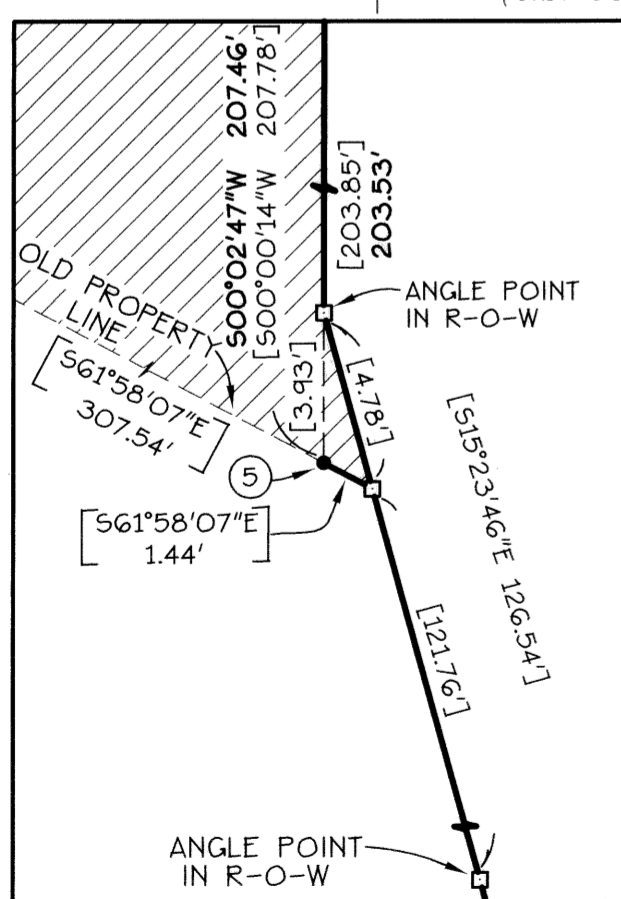 S00°02'47"W 207.46'
[S00°00'14"W 207.78']
[203.85']
203.53'
OLD PROPERTY
LINE
ANGLE POINT
IN R-O-W
[S61°58'07"E
307.54']
[3.93']
[4.78']
5
[S61°58'07"E
1.44']
[S15°23'46"E 126.54']
[121.76']
ANGLE POINT
IN R-O-W